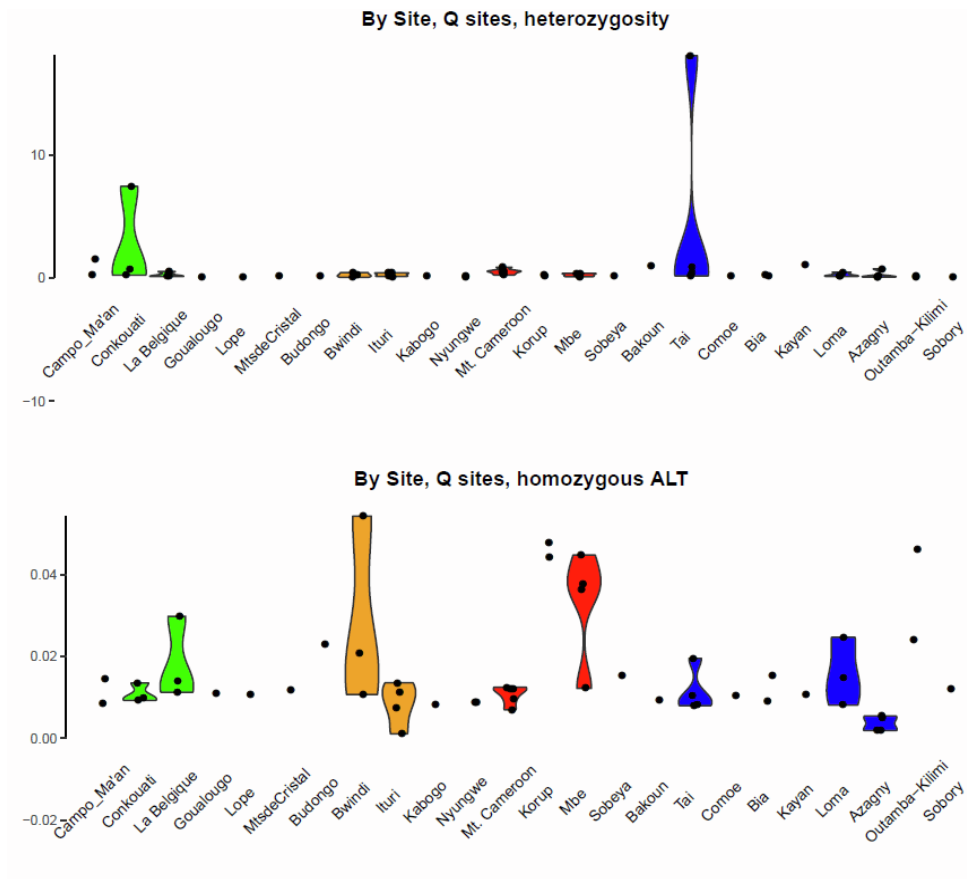 By Site, Q sites, heterozygosity
10
0
−10
Campo_Ma'an
Conkouati
La Belgique
Goualougo
Lope
MtsdeCristal
Budongo
Bwindi
Ituri
Kabogo
Nyungwe
Mt. Cameroon
Korup
Mbe
Sobeya
Bakoun
Tai
Comoe
Bia
Kayan
Loma
Azagny
Outamba-Kilimi
Sobory
By Site, Q sites, homozygous ALT
0.04
0.02
0.00
−0.02
Campo_Ma'an
Conkouati
La Belgique
Goualougo
Lope
MtsdeCristal
Budongo
Bwindi
Ituri
Kabogo
Nyungwe
Mt. Cameroon
Korup
Mbe
Sobeya
Bakoun
Tai
Comoe
Bia
Kayan
Loma
Azagny
Outamba-Kilimi
Sobory